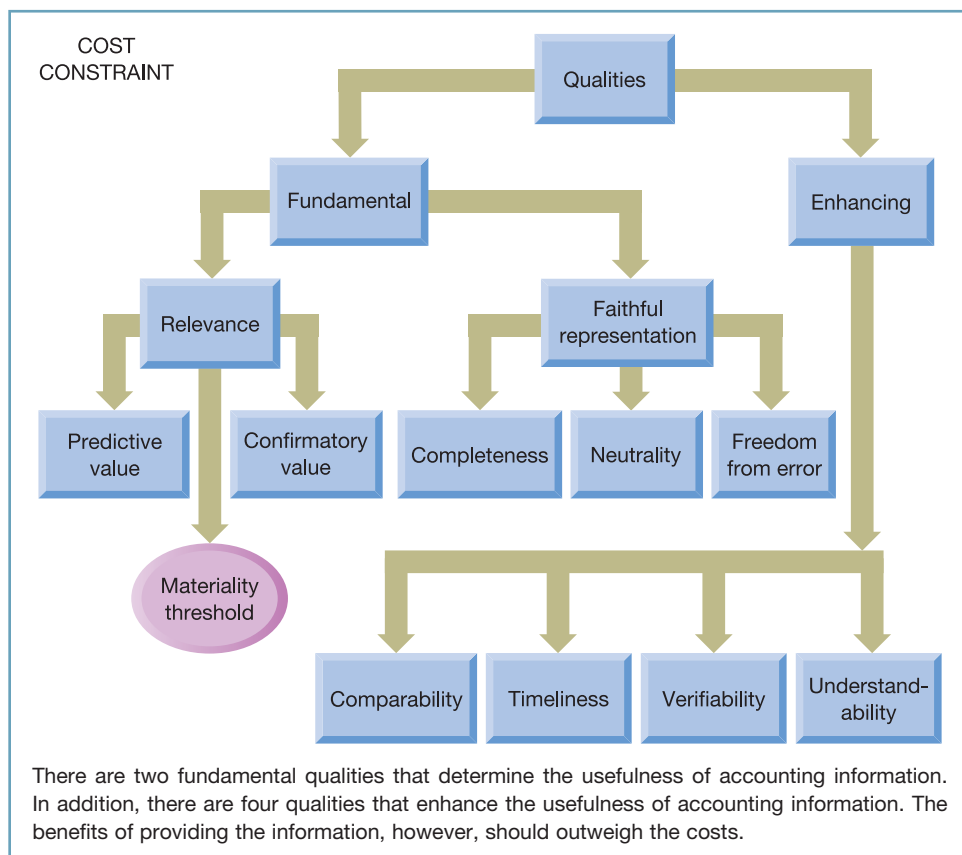 COST
CONSTRAINT
Qualities
Fundamental
Enhancing
Relevance
Faithful
representation
Predictive
value
Confirmatory
value
Completeness
Neutrality
Freedom
from error
Materiality
threshold
Comparability
Timeliness
Verifiability
Understand-
ability
There are two fundamental qualities that determine the usefulness of accounting information.
In addition, there are four qualities that enhance the usefulness of accounting information. The
benefits of providing the information, however, should outweigh the costs.